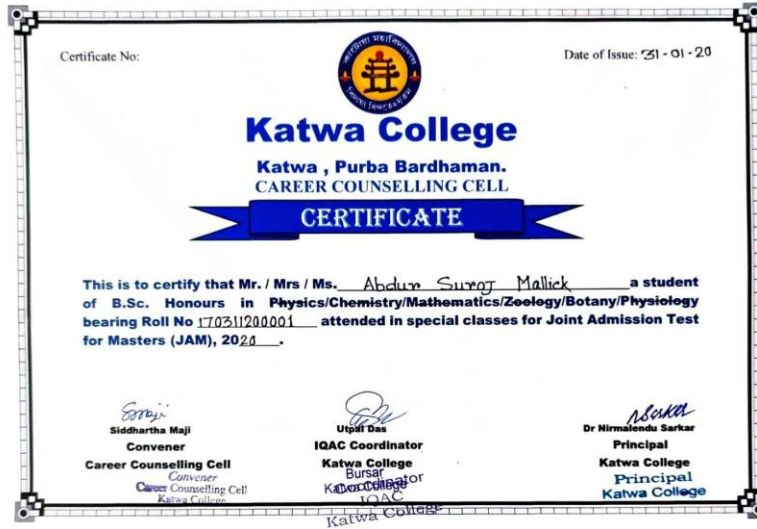 Certificate No:
Date of Issue: 31-01-20
Katwa College
Katwa , Purba Bardhaman.
CAREER COUNSELLING CELL
CERTIFICATE
This is to certify that Mr. / Mrs / Ms. Abdur Suroj Mallick a student
of B.Sc. Honours in Physics/Chemistry/Mathematics/Zoology/Botany/Physiology
bearing Roll No 170311200001 attended in special classes for Joint Admission Test
for Masters (JAM), 2020 .
Siddhartha Maji
Convener
Career Counselling Cell
Convener
Career Counselling Cell
Katwa College
Utpal Das
IQAC Coordinator
Katwa College
Bursar
Katwa College
Coordinator
IQAC
Katwa College
Dr Nirmalendu Sarkar
Principal
Katwa College
Principal
Katwa College